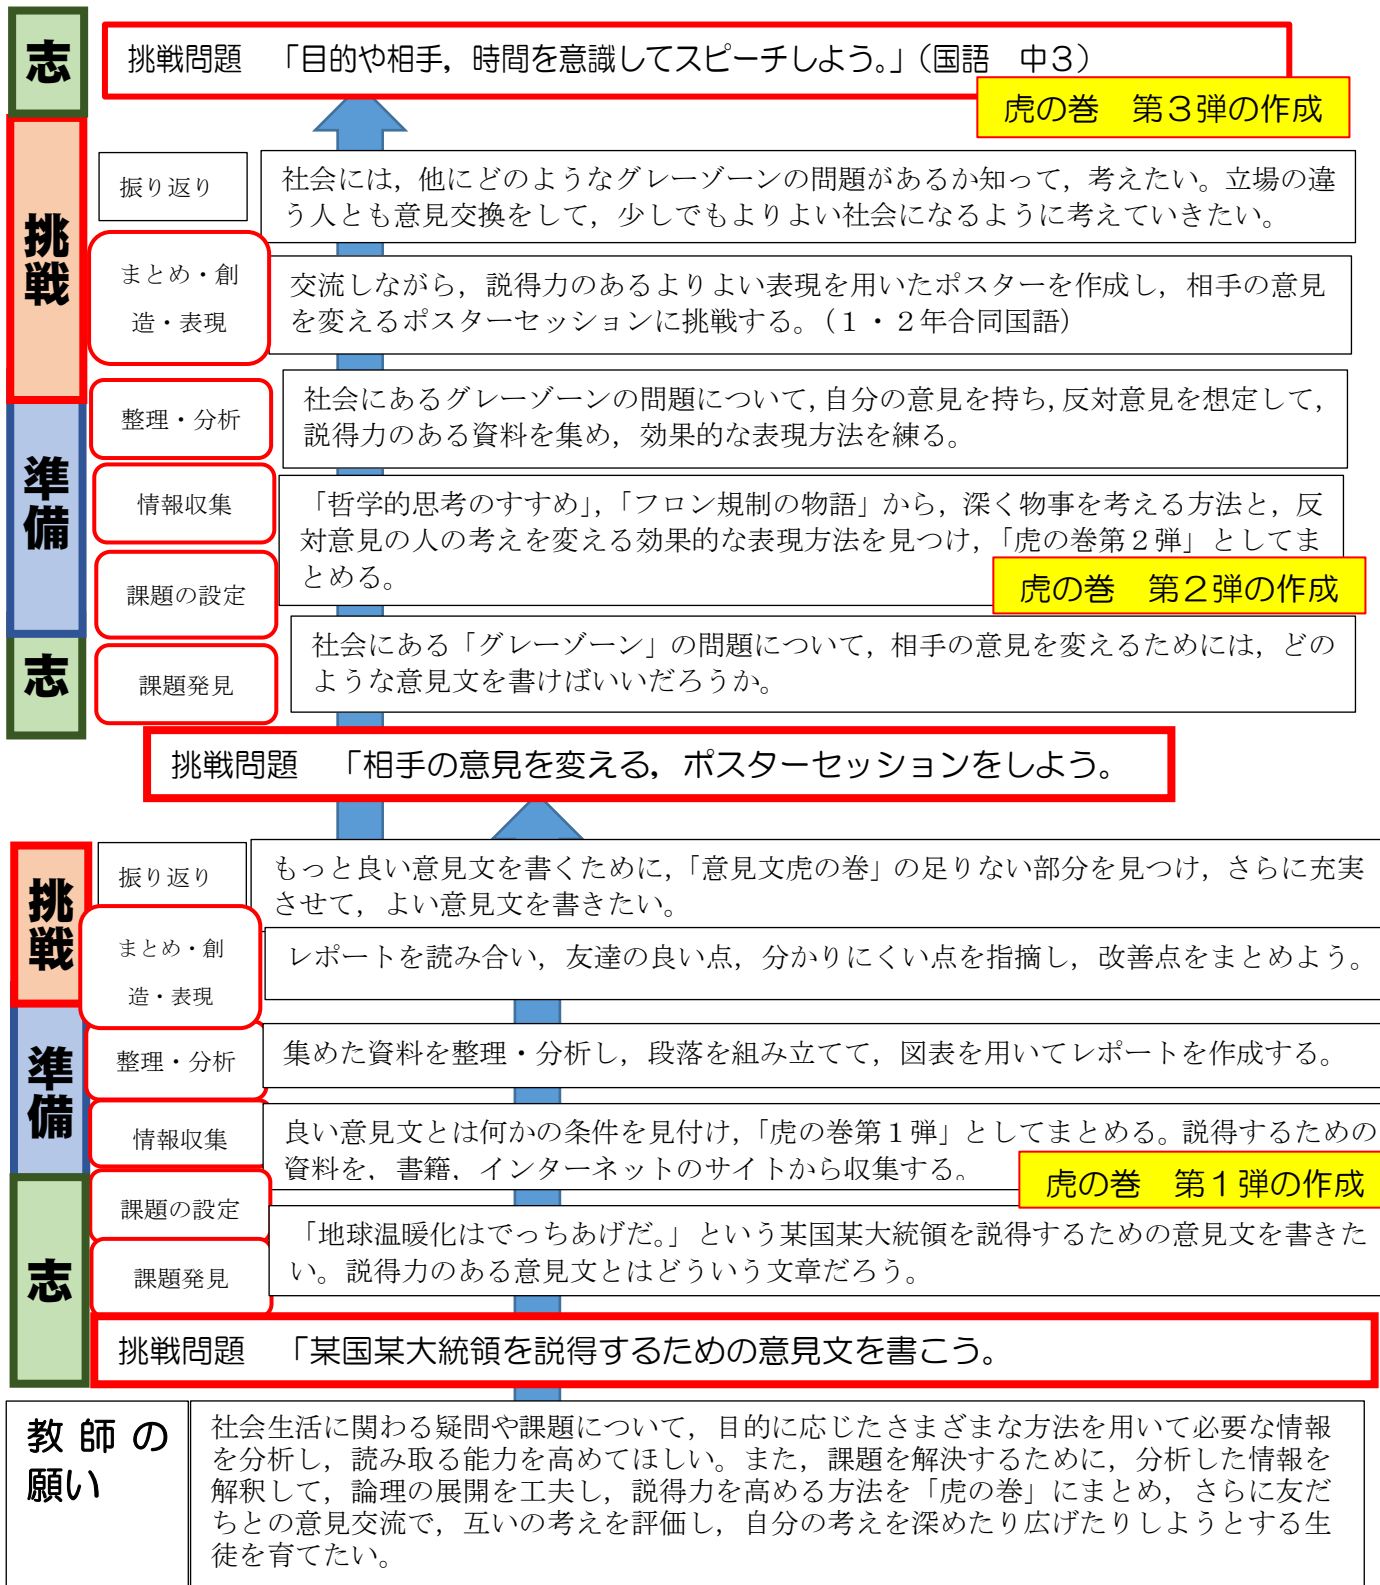 志
挑戦問題　「目的や相手，時間を意識してスピーチしよう。」（国語　中３）
虎の巻　第３弾の作成
挑戦
振り返り
社会には，他にどのようなグレーゾーンの問題があるか知って，考えたい。立場の違
う人とも意見交換をして，少しでもよりよい社会になるように考えていきたい。
まとめ・創
造・表現
交流しながら，説得力のあるよりよい表現を用いたポスターを作成し，相手の意見
を変えるポスターセッションに挑戦する。（１・２年合同国語）
準備
整理・分析
社会にあるグレーゾーンの問題について，自分の意見を持ち，反対意見を想定して，
説得力のある資料を集め，効果的な表現方法を練る。
情報収集
「哲学的思考のすすめ」，「フロン規制の物語」から，深く物事を考える方法と，反
対意見の人の考えを変える効果的な表現方法を見つけ，「虎の巻第２弾」としてま
とめる。
虎の巻　第２弾の作成
課題の設定
志
課題発見
社会にある「グレーゾーン」の問題について，相手の意見を変えるためには，どの
ような意見文を書けばいいだろうか。
挑戦問題　「相手の意見を変える，ポスターセッションをしよう。
挑戦
振り返り
もっと良い意見文を書くために，「意見文虎の巻」の足りない部分を見つけ，さらに充実
させて，よい意見文を書きたい。
まとめ・創
造・表現
レポートを読み合い，友達の良い点，分かりにくい点を指摘し，改善点をまとめよう。
準備
整理・分析
集めた資料を整理・分析し，段落を組み立てて，図表を用いてレポートを作成する。
情報収集
良い意見文とは何かの条件を見付け，「虎の巻第１弾」としてまとめる。説得するための
資料を，書籍，インターネットのサイトから収集する。
虎の巻　第１弾の作成
志
課題の設定
課題発見
「地球温暖化はでっちあげだ。」という某国某大統領を説得するための意見文を書きた
い。説得力のある意見文とはどういう文章だろう。
挑戦問題　「某国某大統領を説得するための意見文を書こう。
教師の
願い
社会生活に関わる疑問や課題について，目的に応じたさまざまな方法を用いて必要な情報
を分析し，読み取る能力を高めてほしい。また，課題を解決するために，分析した情報を
解釈して，論理の展開を工夫し，説得力を高める方法を「虎の巻」にまとめ，さらに友だ
ちとの意見交流で，互いの考えを評価し，自分の考えを深めたり広げたりしようとする生
徒を育てたい。